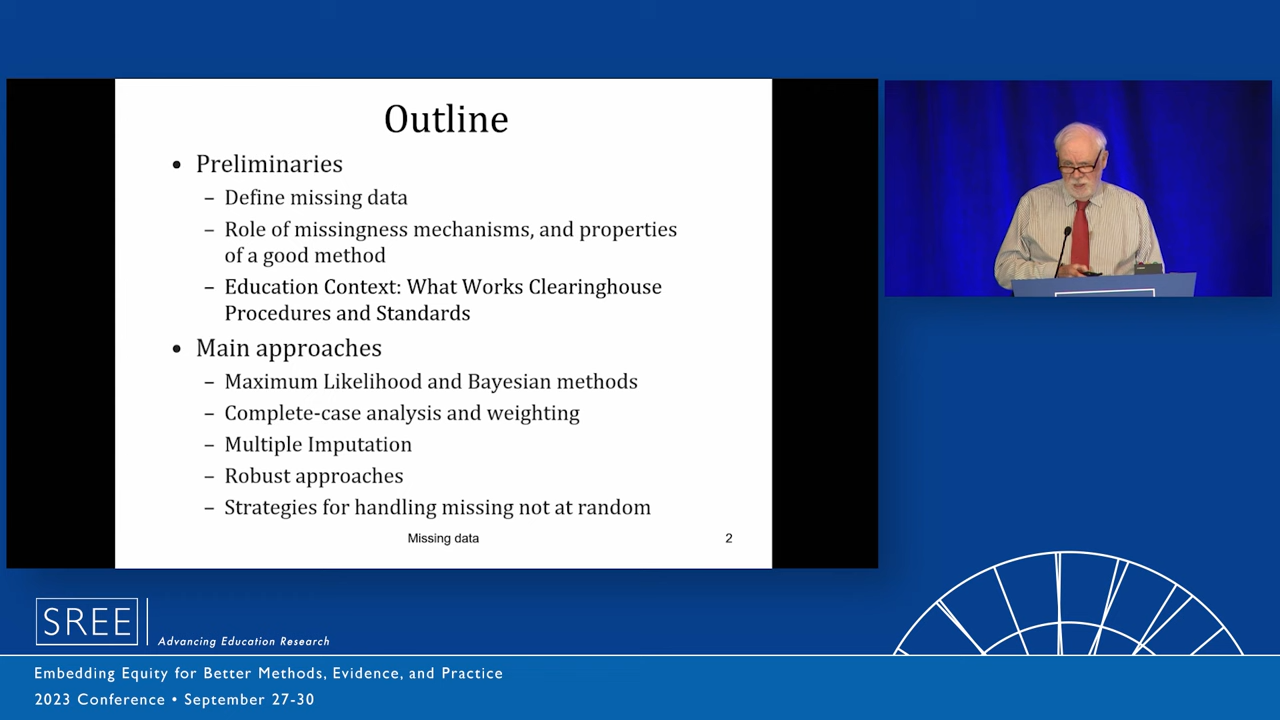 Outline
• Preliminaries
– Define missing data
– Role of missingness mechanisms, and properties
of a good method
– Education Context: What Works Clearinghouse
Procedures and Standards
• Main approaches
– Maximum Likelihood and Bayesian methods
– Complete-case analysis and weighting
– Multiple Imputation
– Robust approaches
– Strategies for handling missing not at random
Missing data 2
SREE Advancing Education Research
Embedding Equity for Better Methods, Evidence, and Practice
2023 Conference • September 27-30